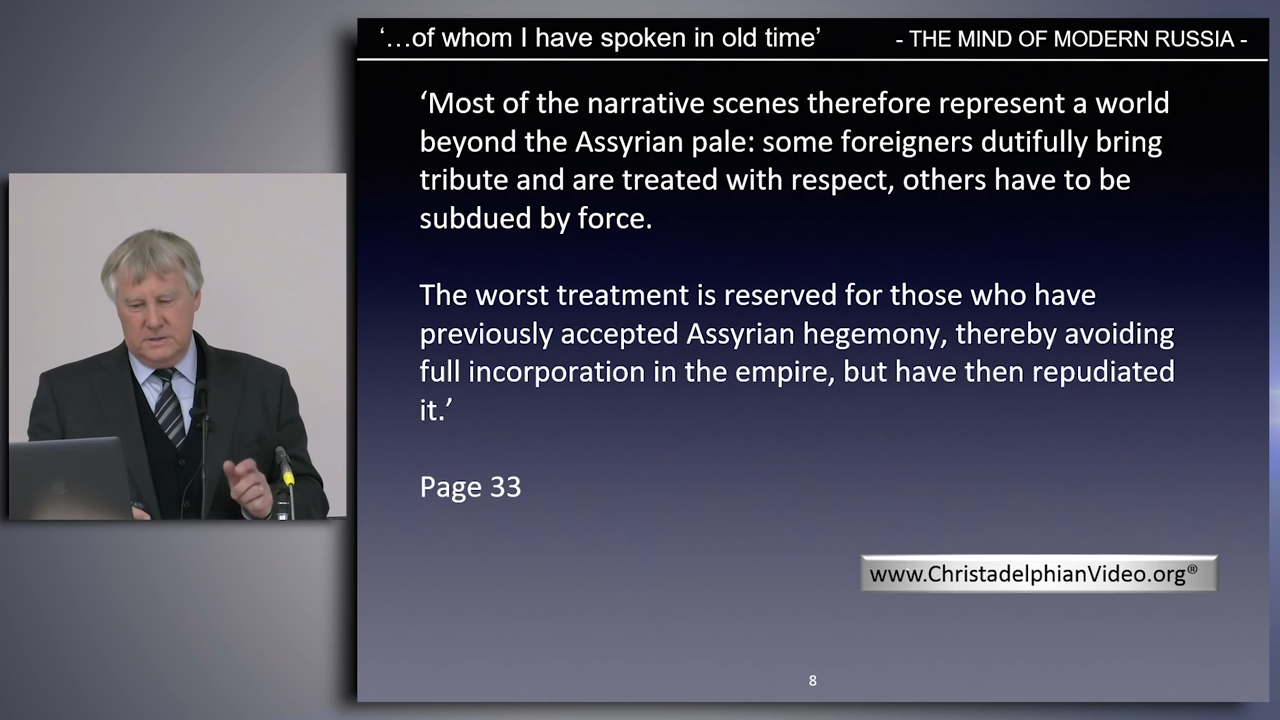 ‘…of whom I have spoken in old time’ - THE MIND OF MODERN RUSSIA -
‘Most of the narrative scenes therefore represent a world
beyond the Assyrian pale: some foreigners dutifully bring
tribute and are treated with respect, others have to be
subdued by force.
The worst treatment is reserved for those who have
previously accepted Assyrian hegemony, thereby avoiding
full incorporation in the empire, but have then repudiated
it.’
Page 33
www.ChristadelphianVideo.org®
8